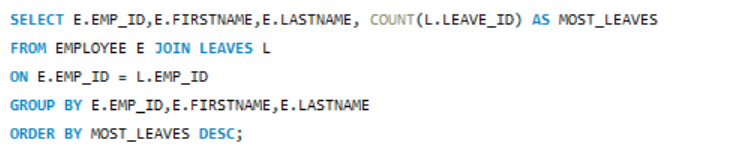 SELECT E.EMP_ID,E.FIRSTNAME,E.LASTNAME, COUNT(L.LEAVE_ID) AS MOST_LEAVES
FROM EMPLOYEE E JOIN LEAVES L
ON E.EMP_ID = L.EMP_ID
GROUP BY E.EMP_ID,E.FIRSTNAME,E.LASTNAME
ORDER BY MOST_LEAVES DESC;